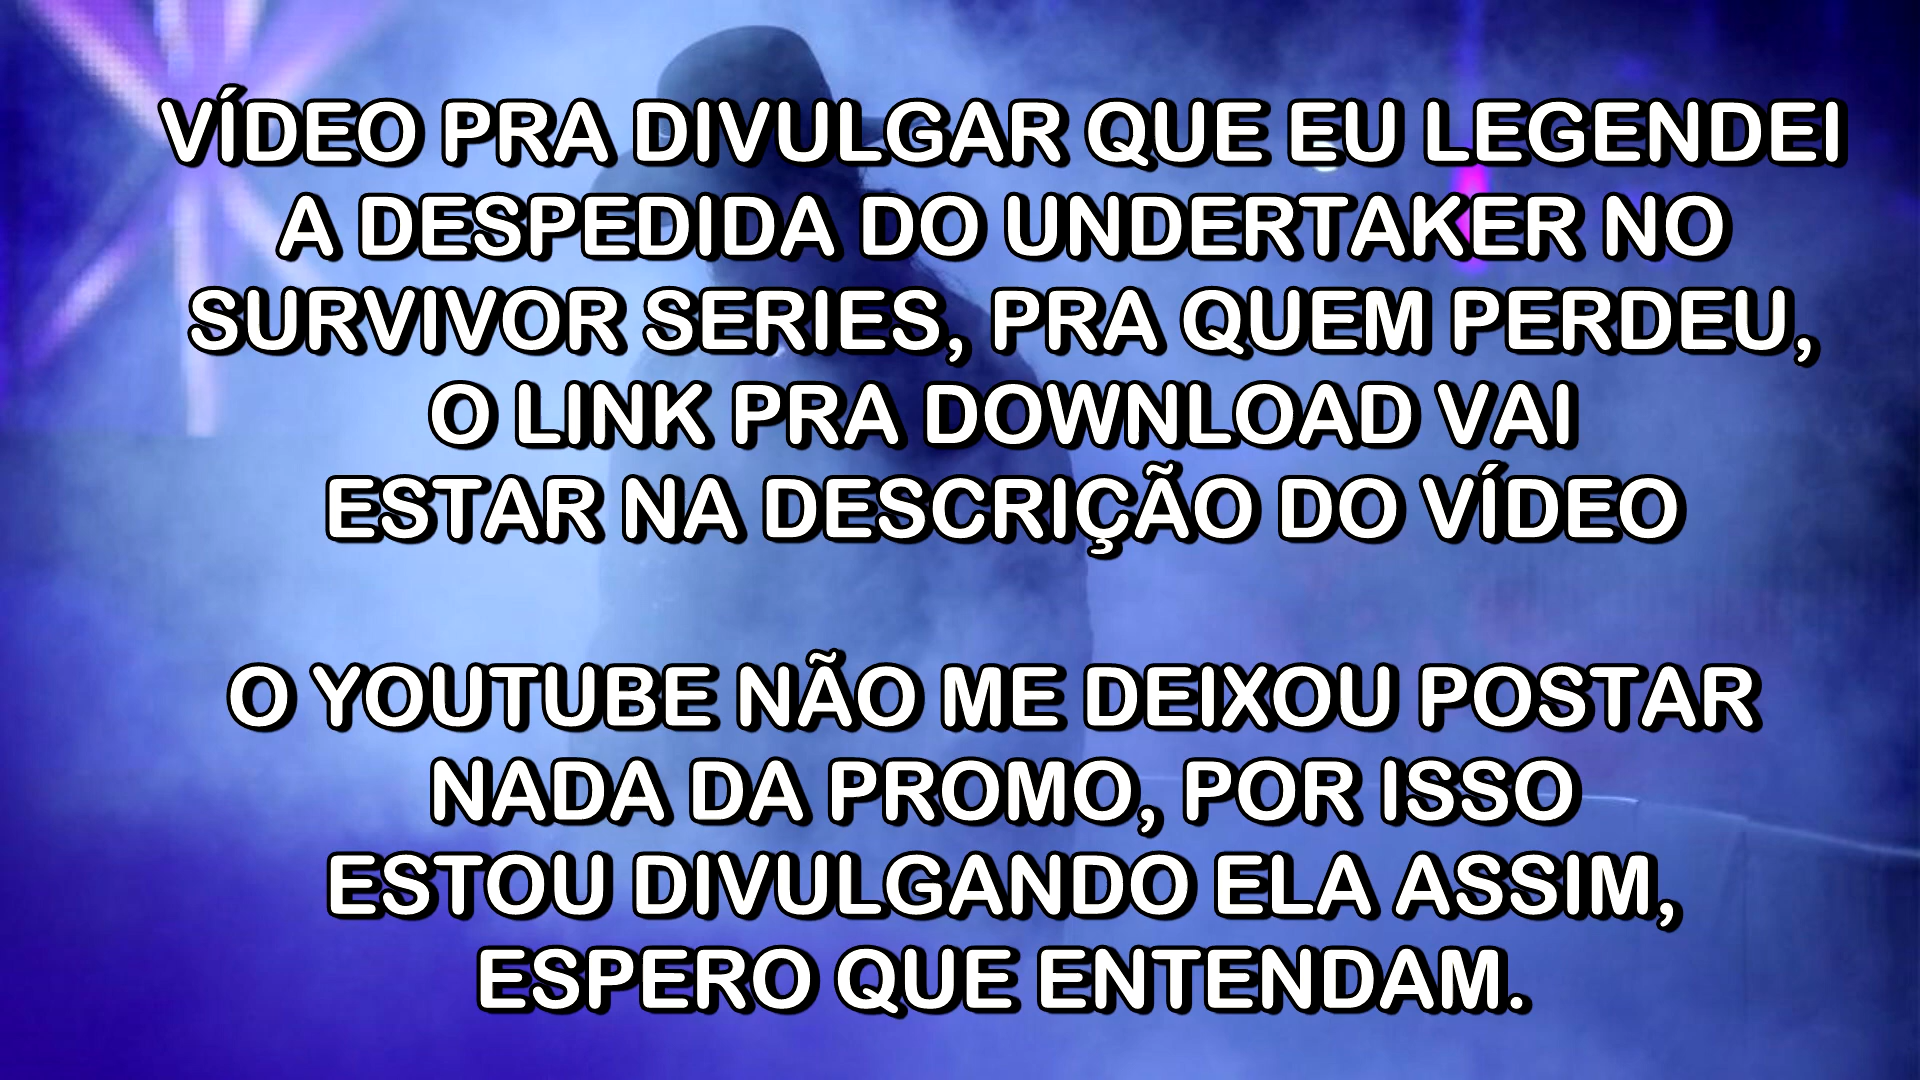 VÍDEO PRA DIVULGAR QUE EU LEGENDEI
A DESPEDIDA DO UNDERTAKER NO
SURVIVOR SERIES, PRA QUEM PERDEU,
O LINK PRA DOWNLOAD VAI
ESTAR NA DESCRIÇÃO DO VÍDEO
O YOUTUBE NÃO ME DEIXOU POSTAR
NADA DA PROMO, POR ISSO
ESTOU DIVULGANDO ELA ASSIM,
ESPERO QUE ENTENDAM.